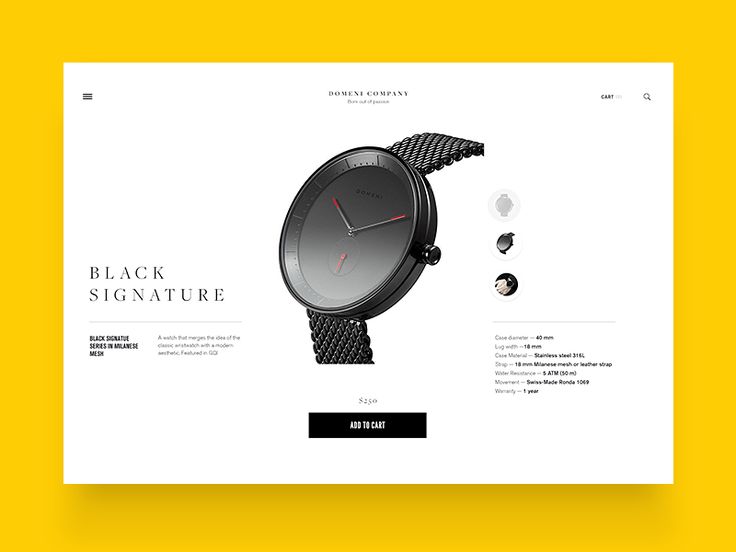 DOMENI COMPANY
Born out of passion
CART (0)
DOMENI
BLACK
SIGNATURE
BLACK SIGNATUE
SERIES IN MILANESE
MESH
A watch that merges the idea of the
classic wristwatch with a modern
aesthetic. Featured in GQ!
Case diameter — 40 mm
Lug width — 18 mm
Case Material — Stainless steel 316L
Strap — 18 mm Milanese mesh or leather strap
Water Resistance — 5 ATM (50 m)
Movement — Swiss-Made Ronda 1069
Warranty — 1 year
$250
ADD TO CART